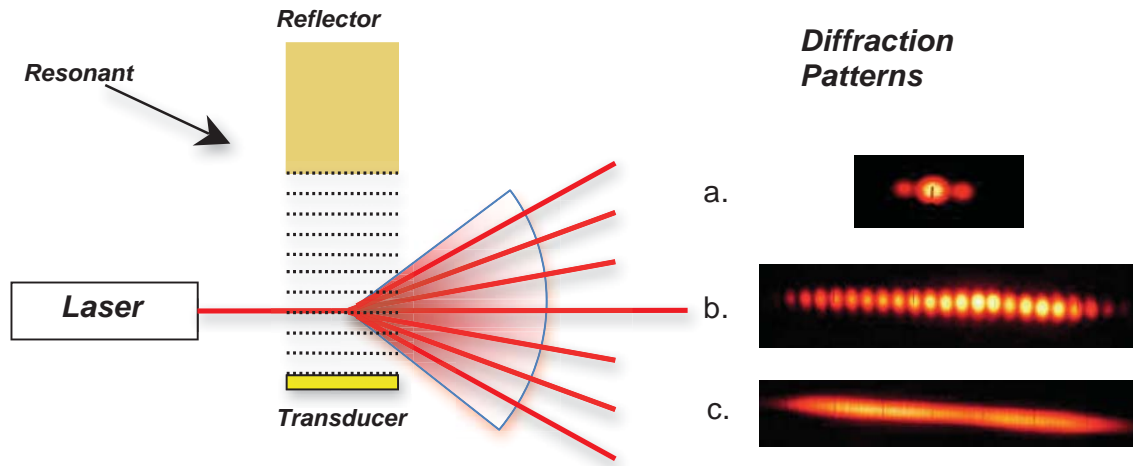 Reflector
Resonant
Laser
Transducer
Diffraction
Patterns
a.
b.
c.